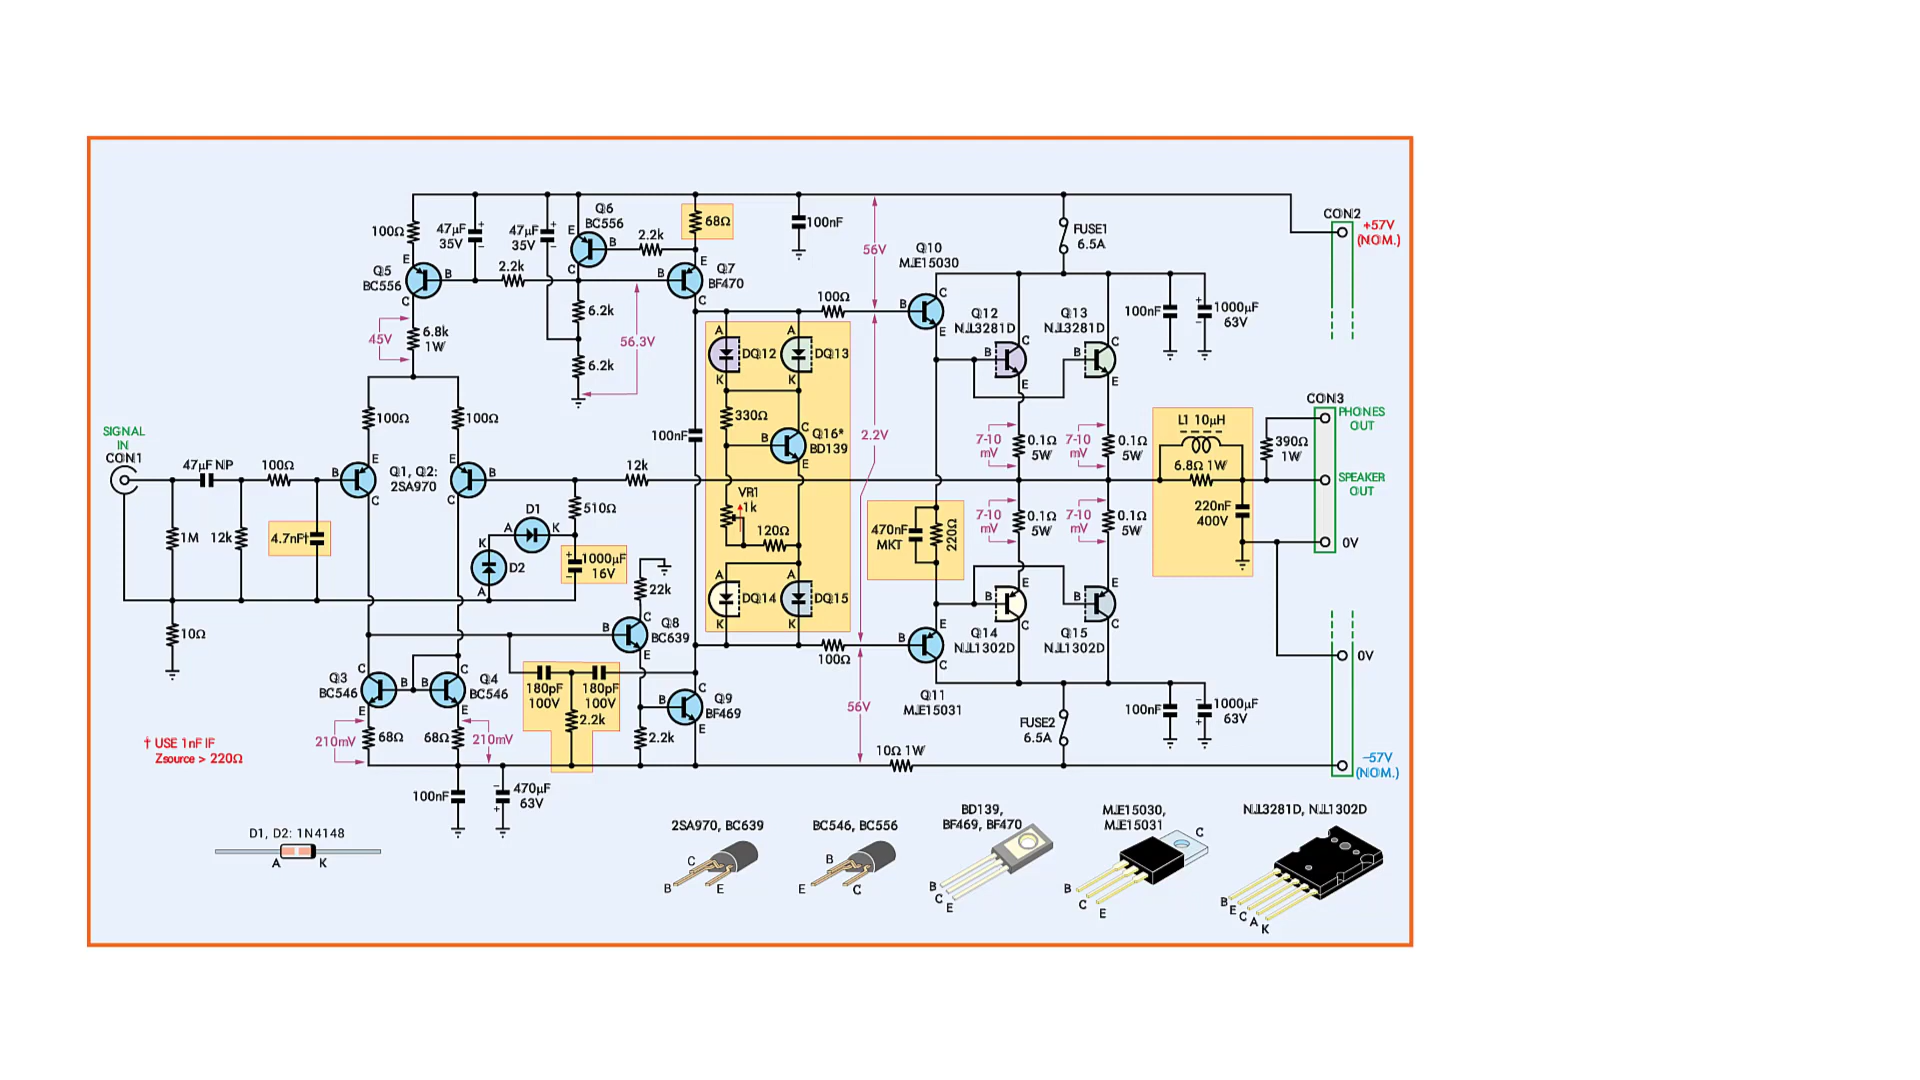 Q6
BC556
68Ω
100Ω
47µF
35V
+
−
47µF
35V
+
−
E
B
C
2.2k
100nF
56V
FUSE1
6.5A
CON2
+57V
(NOM.)
Q10
MJE15030
Q5
BC556
E
B
C
2.2k
B
E
C
Q7
BF470
100Ω
B
C
E
Q12
NJL3281D
Q13
NJL3281D
100nF
+
−
1000µF
63V
45V
6.8k
1W
6.2k
56.3V
6.2k
A
DQ12
K
A
DQ13
K
B
C
E
B
C
E
100Ω
100Ω
330Ω
100nF
B
C
E
Q16*
BD139
2.2V
7-10
mV
0.1Ω
5W
7-10
mV
0.1Ω
5W
L1 10µH
6.8Ω 1W
390Ω
1W
CON3
PHONES
OUT
SPEAKER
OUT
0V
SIGNAL
IN
CON1
47µF NP
100Ω
B
E
C
Q1, Q2:
2SA970
E
B
C
12k
VR1
1k
120Ω
470nF
MKT
220Ω
7-10
mV
0.1Ω
5W
7-10
mV
0.1Ω
5W
220nF
400V
1M
12k
4.7nF†
D1
A
K
510Ω
K
D2
A
+
−
1000µF
16V
22k
A
DQ14
K
A
DQ15
K
B
E
C
B
E
C
Q14
NJL1302D
Q15
NJL1302D
10Ω
B
C
E
Q8
BC639
100Ω
B
E
C
Q11
MJE15031
0V
Q3
BC546
C
B
E
B
C
E
Q4
BC546
180pF
100V
180pF
100V
2.2k
B
C
E
Q9
BF469
56V
FUSE2
6.5A
100nF
−
+
1000µF
63V
210mV
68Ω
68Ω
210mV
2.2k
10Ω 1W
−57V
(NOM.)
† USE 1nF IF
Zsource > 220Ω
100nF
−
+
470µF
63V
D1, D2: 1N4148
A
K
2SA970, BC639
C
B
E
BC546, BC556
B
E
C
BD139,
BF469, BF470
B
C
E
MJE15030,
MJE15031
C
B
C
E
NJL3281D, NJL1302D
B
E
C
A
K